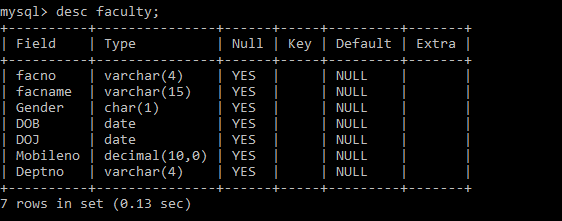 mysql> desc faculty;
+----------+---------------+------+-----+---------+-------+
| Field    | Type          | Null | Key | Default | Extra |
+----------+---------------+------+-----+---------+-------+
| facno    | varchar(4)    | YES  |     | NULL    |       |
| facname  | varchar(15)   | YES  |     | NULL    |       |
| Gender   | char(1)       | YES  |     | NULL    |       |
| DOB      | date          | YES  |     | NULL    |       |
| DOJ      | date          | YES  |     | NULL    |       |
| Mobileno | decimal(10,0) | YES  |     | NULL    |       |
| Deptno   | varchar(4)    | YES  |     | NULL    |       |
+----------+---------------+------+-----+---------+-------+
7 rows in set (0.13 sec)